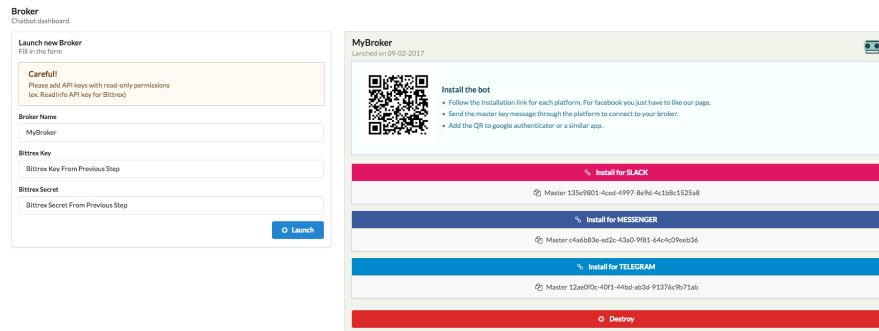 Broker
Chatbot dashboard
Launch new Broker
Fill in the form
Careful!
Please add API keys with read-only permissions
(ex. ReadInfo API key for Bittrex)
Broker Name
MyBroker
Bittrex Key
Bittrex Key From Previous Step
Bittrex Secret
Bittrex Secret From Previous Step
Launch
MyBroker
Lanched on 09-02-2017
Install the bot
• Follow the Installation link for each platform. For facebook you just have to like our page.
• Send the master key message through the platform to connect to your broker.
• Add the QR to google authenticator or a similar app.
Install for SLACK
Master 135e9801-4ced-4997-8e9d-4c1b8c1525a8
Install for MESSENGER
Master c4a6b83e-ed2c-43a0-9f81-64c4c09eeb36
Install for TELEGRAM
Master 12ae0f0c-40f1-44bd-ab3d-91376c9b71ab
Destroy